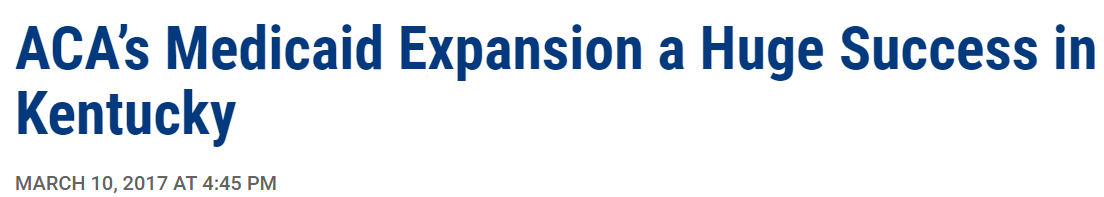 ACA’s Medicaid Expansion a Huge Success in
Kentucky
MARCH 10, 2017 AT 4:45 PM